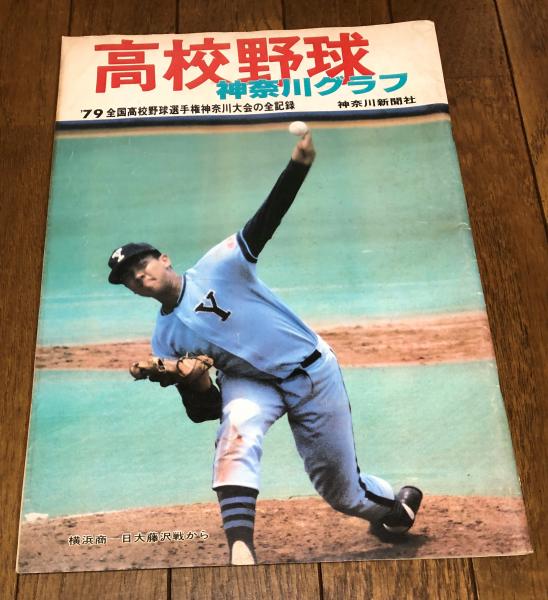 高校野球
神奈川グラフ
'79全国高校野球選手権神奈川大会の全記録
神奈川新聞社
Y
Y
横浜商―日大藤沢戦から